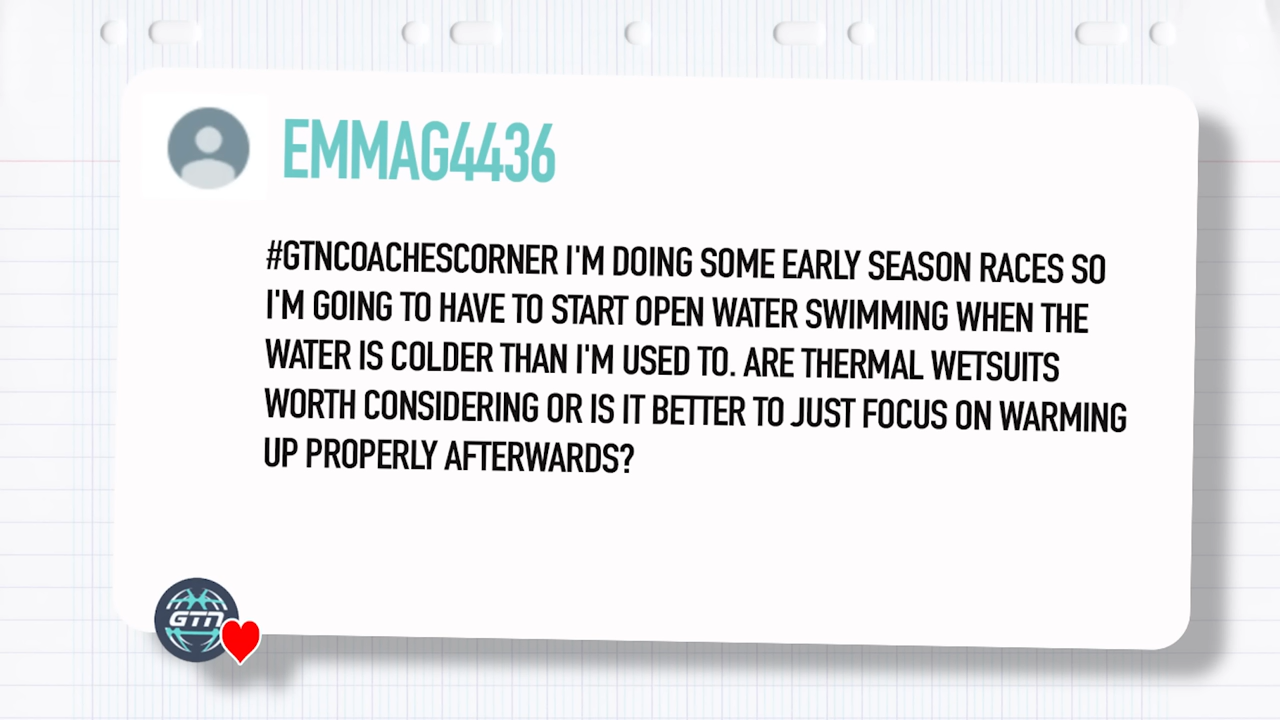 EMMAG4436
#GTNCOACHESCORNER I'M DOING SOME EARLY SEASON RACES SO
I'M GOING TO HAVE TO START OPEN WATER SWIMMING WHEN THE
WATER IS COLDER THAN I'M USED TO. ARE THERMAL WETSUITS
WORTH CONSIDERING OR IS IT BETTER TO JUST FOCUS ON WARMING
UP PROPERLY AFTERWARDS?
GTN